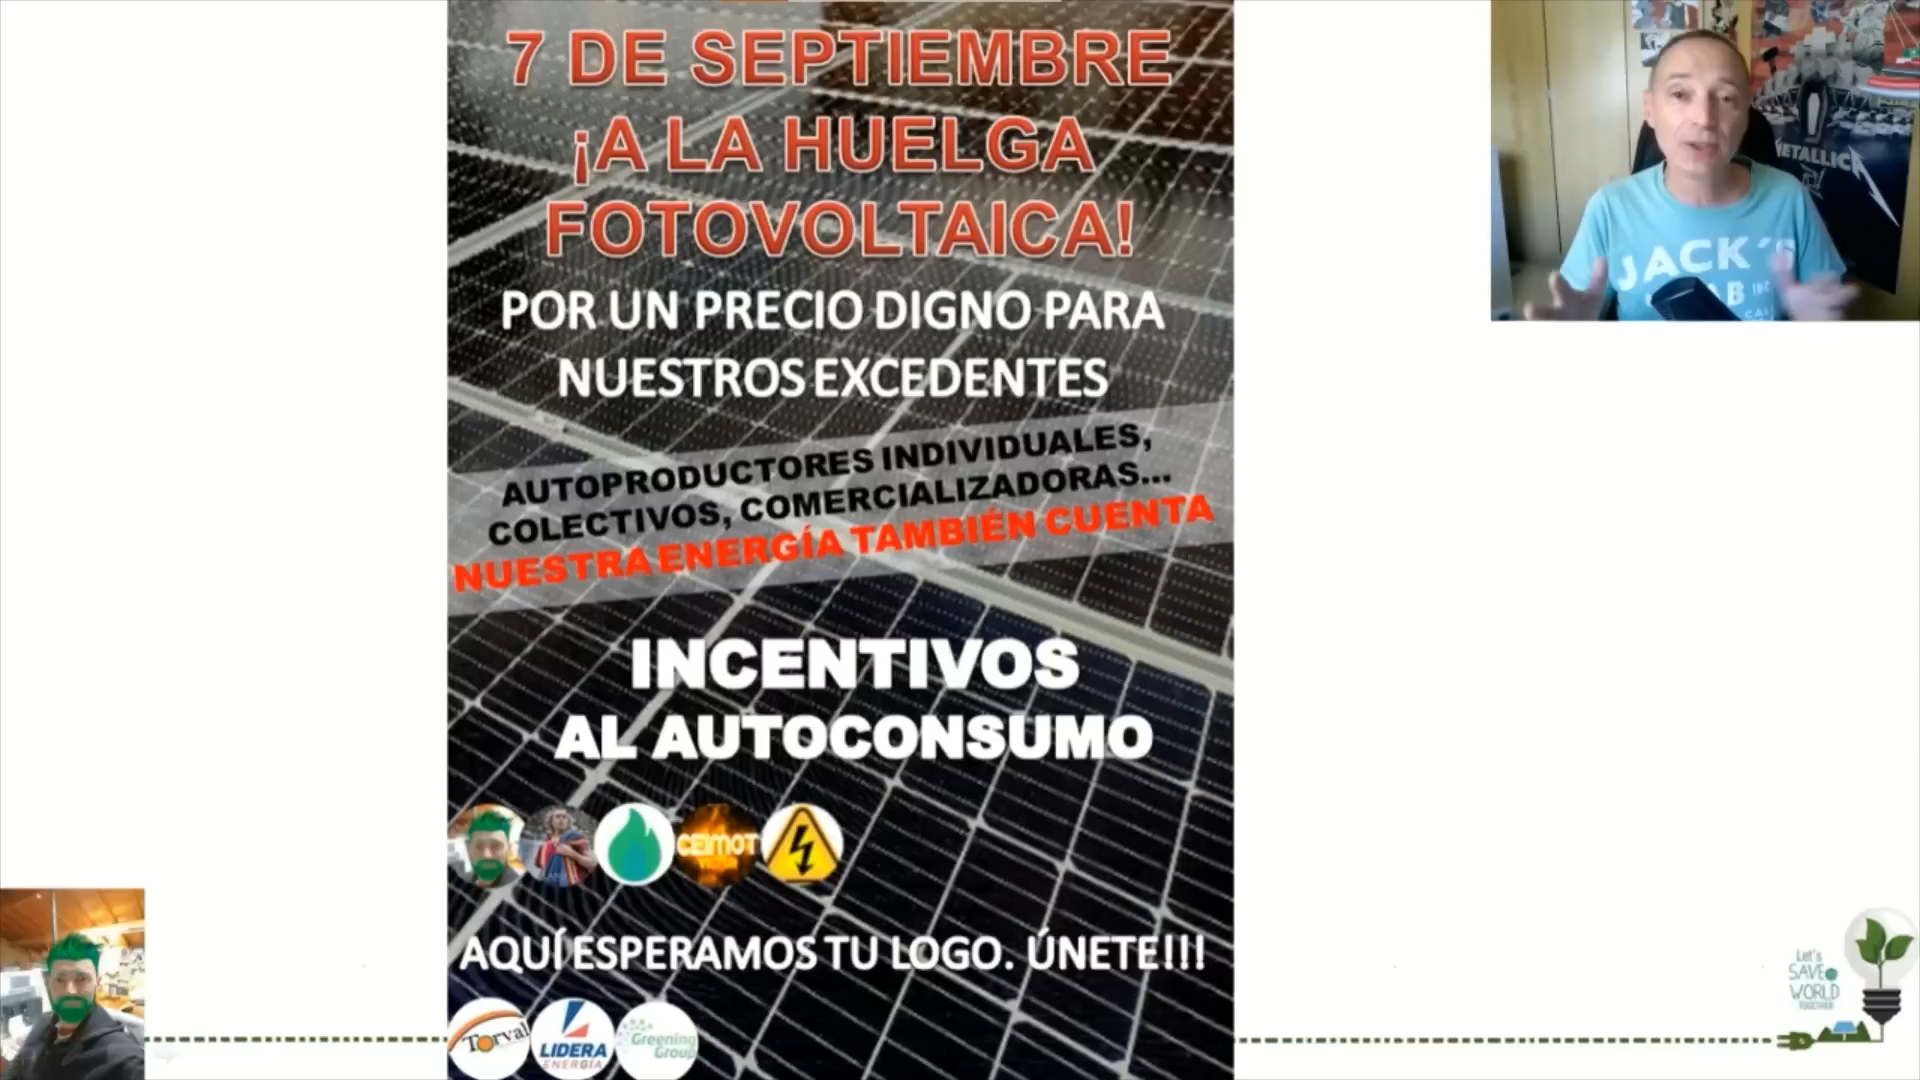 7 DE SEPTIEMBRE
¡A LA HUELGA
FOTOVOLTAICA!
POR UN PRECIO DIGNO PARA
NUESTROS EXCEDENTES
AUTOPRODUCTORES INDIVIDUALES,
COLECTIVOS, COMERCIALIZADORAS...
NUESTRA ENERGÍA TAMBIÉN CUENTA
INCENTIVOS
AL AUTOCONSUMO
CEIMOT
AQUÍ ESPERAMOS TU LOGO. ÚNETE!!!
Torval
LIDERA
ENERGÍA
Greening
Group
METALLICA
JACK´S
Let's
SAVE
WORLD
TOGETHER